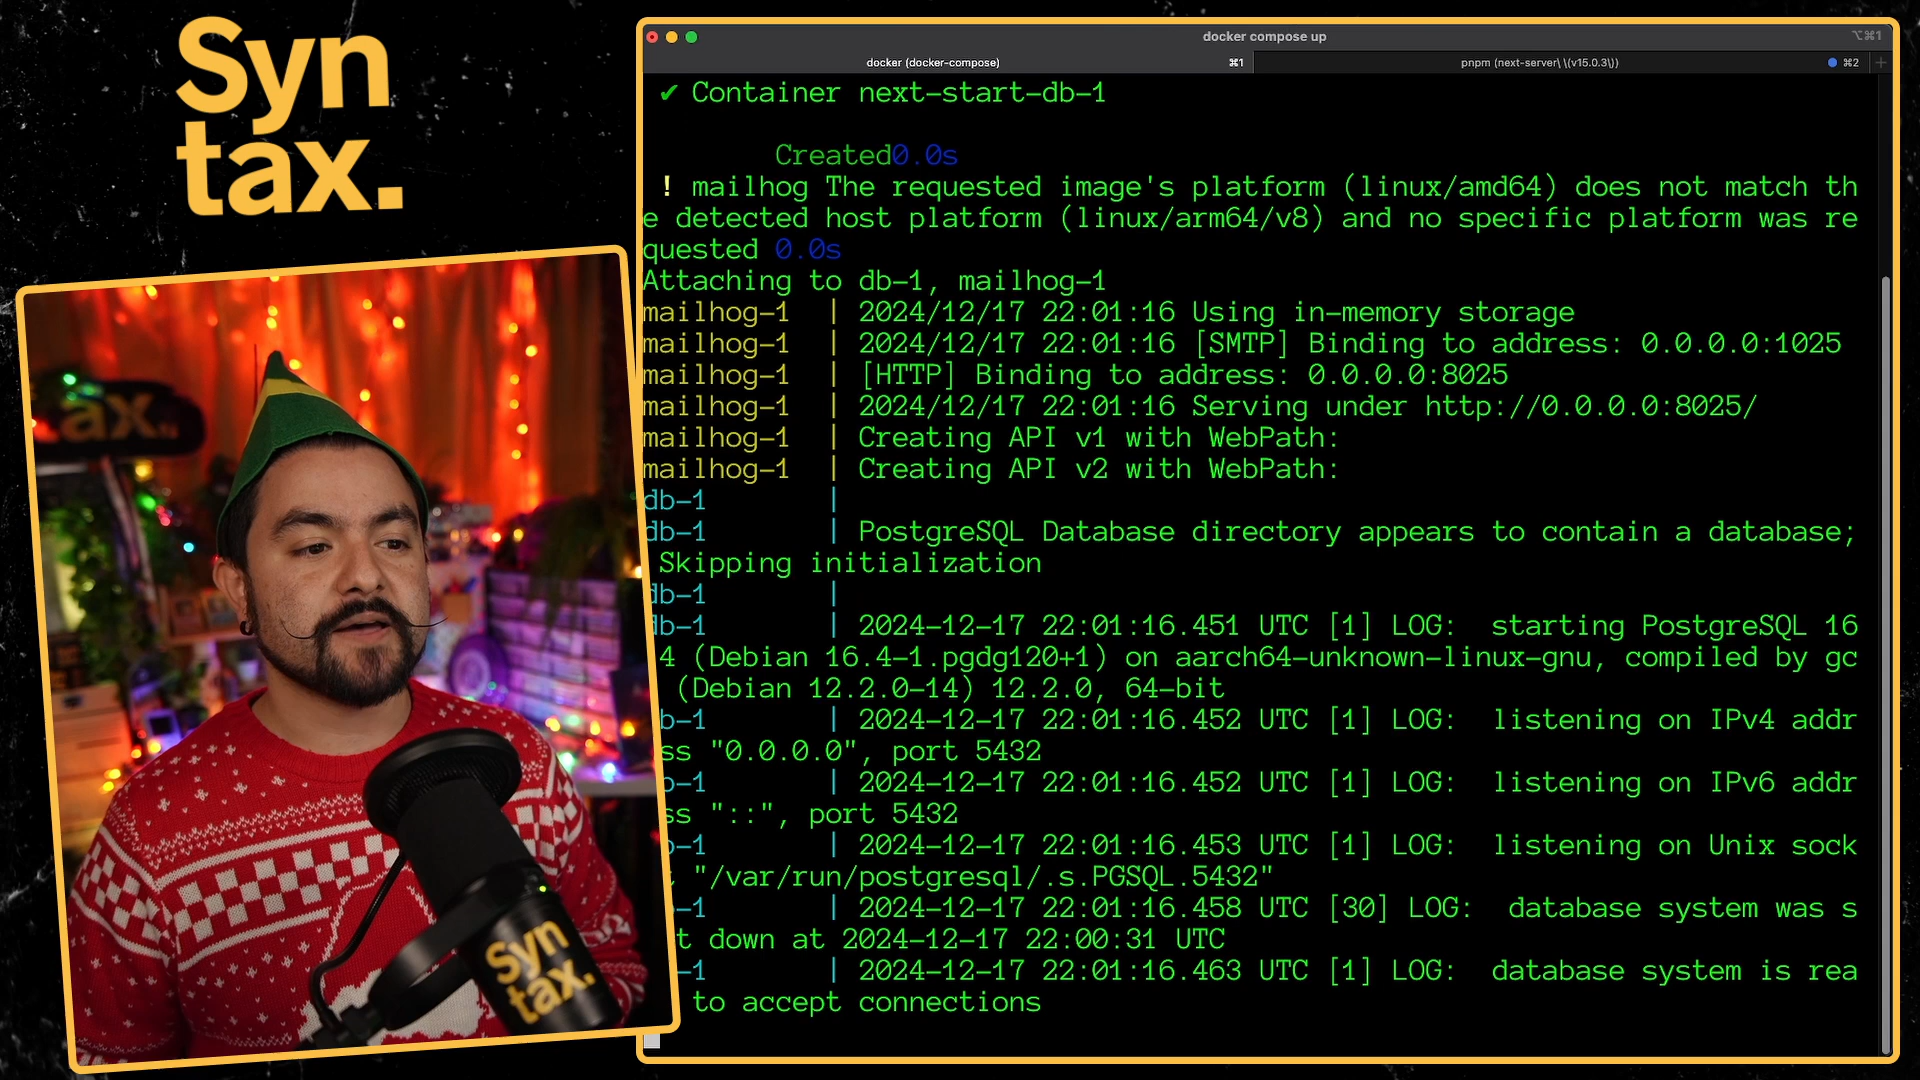 Syn
tax.
docker compose up
⌥⌘1
docker (docker-compose)
⌘1
pnpm (next-server\ \(v15.0.3\))
⌘2
✔ Container next-start-db-1
Created0.0s
! mailhog The requested image's platform (linux/amd64) does not match th
e detected host platform (linux/arm64/v8) and no specific platform was re
quested 0.0s
Attaching to db-1, mailhog-1
mailhog-1 | 2024/12/17 22:01:16 Using in-memory storage
mailhog-1 | 2024/12/17 22:01:16 [SMTP] Binding to address: 0.0.0.0:1025
mailhog-1 | [HTTP] Binding to address: 0.0.0.0:8025
mailhog-1 | 2024/12/17 22:01:16 Serving under http://0.0.0.0:8025/
mailhog-1 | Creating API v1 with WebPath:
mailhog-1 | Creating API v2 with WebPath:
db-1 |
db-1 | PostgreSQL Database directory appears to contain a database;
Skipping initialization
db-1 |
db-1 | 2024-12-17 22:01:16.451 UTC [1] LOG: starting PostgreSQL 16
4 (Debian 16.4-1.pgdg120+1) on aarch64-unknown-linux-gnu, compiled by gc
(Debian 12.2.0-14) 12.2.0, 64-bit
b-1 | 2024-12-17 22:01:16.452 UTC [1] LOG: listening on IPv4 addr
ss "0.0.0.0", port 5432
b-1 | 2024-12-17 22:01:16.452 UTC [1] LOG: listening on IPv6 addr
ss "::", port 5432
-1 | 2024-12-17 22:01:16.453 UTC [1] LOG: listening on Unix sock
"/var/run/postgresql/.s.PGSQL.5432"
-1 | 2024-12-17 22:01:16.458 UTC [30] LOG: database system was s
t down at 2024-12-17 22:00:31 UTC
-1 | 2024-12-17 22:01:16.463 UTC [1] LOG: database system is rea
to accept connections
ax.
Syn
tax.